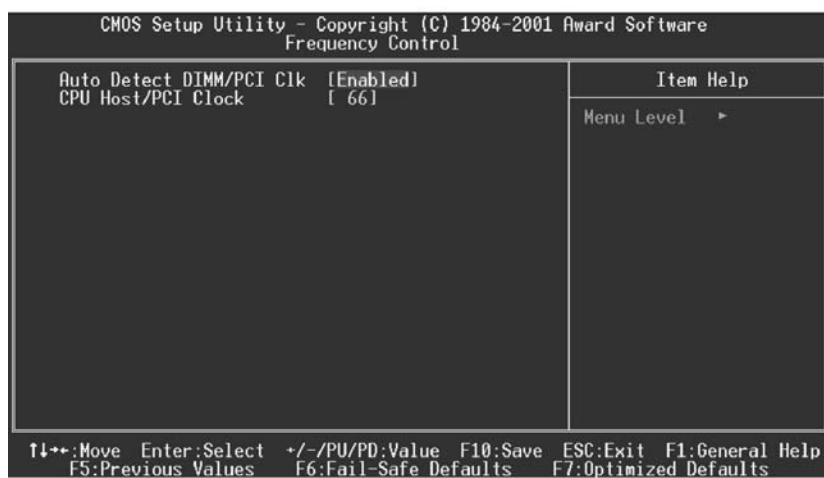 CMOS Setup Utility - Copyright (C) 1984-2001 Award Software
Frequency Control
Auto Detect DIMM/PCI Clk [Enabled]
CPU Host/PCI Clock [ 66]
Item Help
Menu Level ►
↑↓→←:Move Enter:Select +/-/PU/PD:Value F10:Save ESC:Exit F1:General Help
F5:Previous Values F6:Fail-Safe Defaults F7:Optimized Defaults